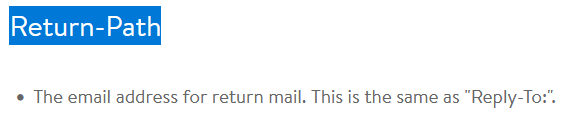 Return-Path
• The email address for return mail. This is the same as "Reply-To:".